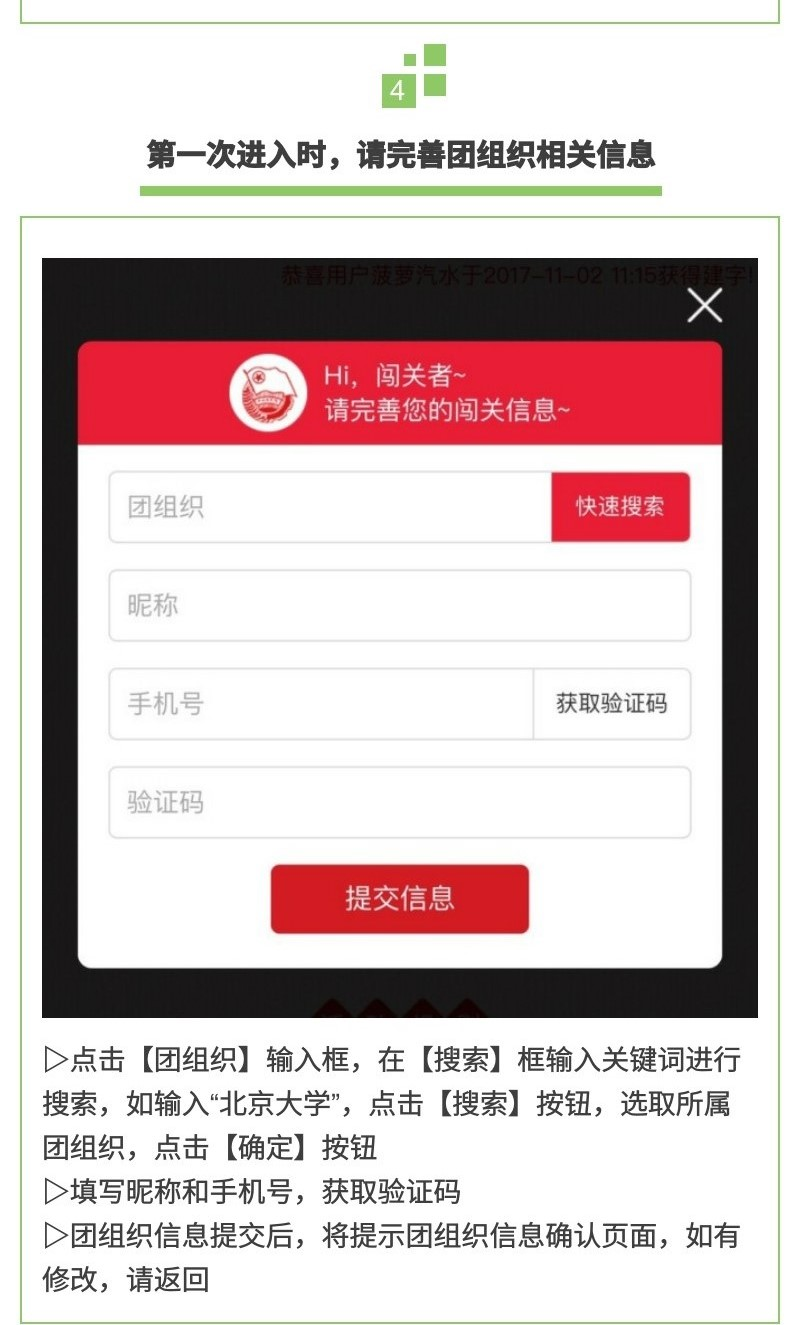 4
第一次进入时，请完善团组织相关信息
恭喜用户菠萝汽水于2017-11-02 11:15获得建字!
Hi，闯关者~
请完善您的闯关信息~
团组织
快速搜索
昵称
手机号
获取验证码
验证码
提交信息
▷点击【团组织】输入框，在【搜索】框输入关键词进行
搜索，如输入“北京大学”，点击【搜索】按钮，选取所属
团组织，点击【确定】按钮
▷填写昵称和手机号，获取验证码
▷团组织信息提交后，将提示团组织信息确认页面，如有
修改，请返回